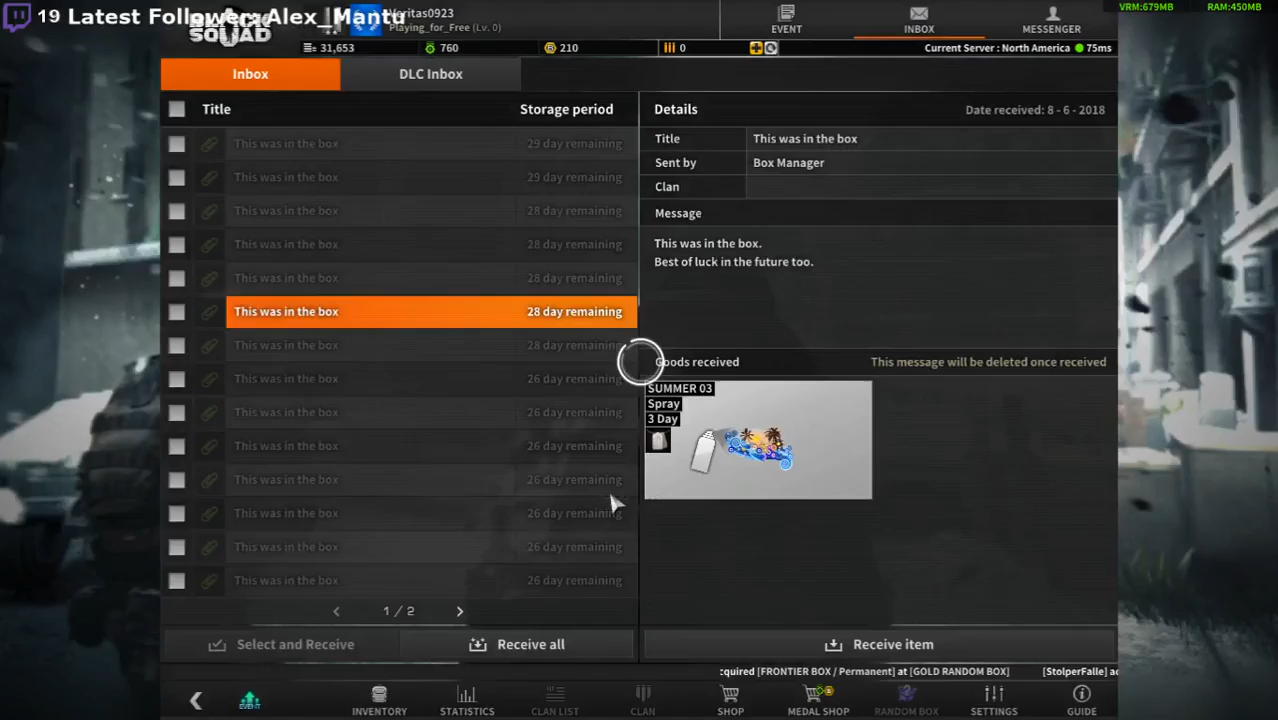 19 Latest Follower: Alex_Mantu
VRM:679MB
RAM:450MB
SQUAD
Veritas0923
Playing_for_Free (Lv. 0)
EVENT
INBOX
MESSENGER
31,653
760
210
0
Current Server : North America 75ms
Inbox
DLC Inbox
Title
Storage period
This was in the box 29 day remaining
This was in the box 29 day remaining
This was in the box 28 day remaining
This was in the box 28 day remaining
This was in the box 28 day remaining
This was in the box 28 day remaining
This was in the box 28 day remaining
This was in the box 26 day remaining
This was in the box 26 day remaining
This was in the box 26 day remaining
This was in the box 26 day remaining
This was in the box 26 day remaining
This was in the box 26 day remaining
This was in the box 26 day remaining
1 / 2
Select and Receive
Receive all
Details
Date received: 8 - 6 - 2018
Title This was in the box
Sent by Box Manager
Clan
Message
This was in the box.
Best of luck in the future too.
Goods received
This message will be deleted once received
SUMMER 03
Spray
3 Day
Receive item
cquired [FRONTIER BOX / Permanent] at [GOLD RANDOM BOX]
[StolperFalle] ac
EVENT
INVENTORY
STATISTICS
CLAN LIST
CLAN
SHOP
MEDAL SHOP
RANDOM BOX
SETTINGS
GUIDE